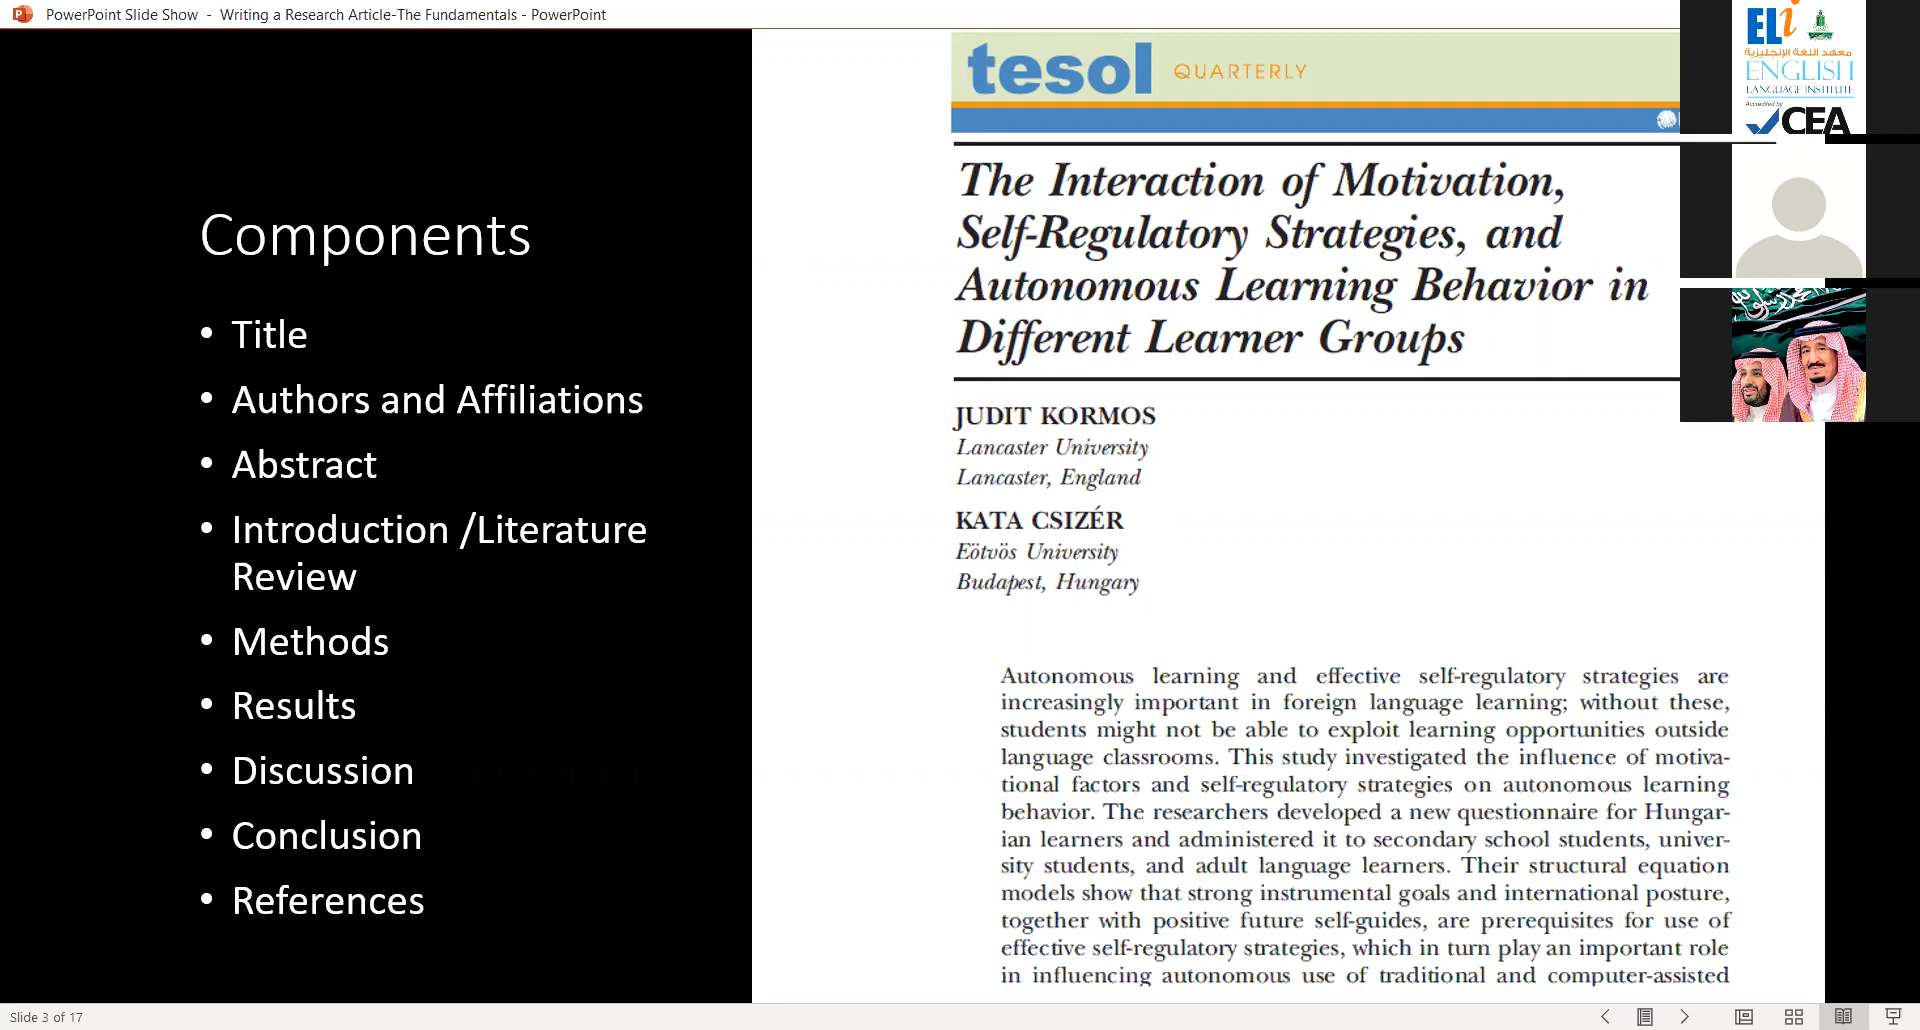 PowerPoint Slide Show - Writing a Research Article-The Fundamentals - PowerPoint
Components
• Title
• Authors and Affiliations
• Abstract
• Introduction /Literature
Review
• Methods
• Results
• Discussion
• Conclusion
• References
tesol QUARTERLY
The Interaction of Motivation,
Self-Regulatory Strategies, and
Autonomous Learning Behavior in
Different Learner Groups
JUDIT KORMOS
Lancaster University
Lancaster, England
KATA CSIZÉR
Eötvös University
Budapest, Hungary
Autonomous learning and effective self-regulatory strategies are
increasingly important in foreign language learning; without these,
students might not be able to exploit learning opportunities outside
language classrooms. This study investigated the influence of motiva-
tional factors and self-regulatory strategies on autonomous learning
behavior. The researchers developed a new questionnaire for Hungar-
ian learners and administered it to secondary school students, univer-
sity students, and adult language learners. Their structural equation
models show that strong instrumental goals and international posture,
together with positive future self-guides, are prerequisites for use of
effective self-regulatory strategies, which in turn play an important role
in influencing autonomous use of traditional and computer-assisted
ELi
معهد اللغة الإنجليزية
ENGLISH
LANGUAGE INSTITUTE
Accredited by
CEA
Slide 3 of 17